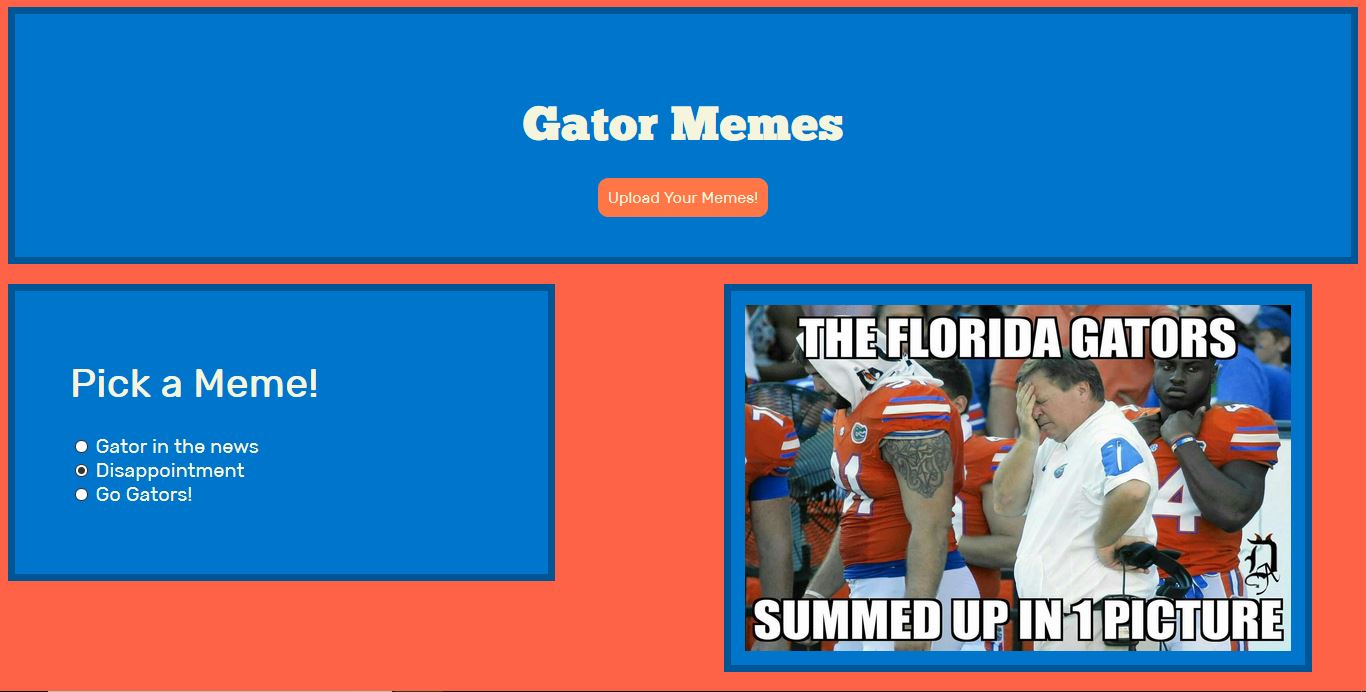 Gator Memes
Upload Your Memes!
Pick a Meme!
Gator in the news
Disappointment
Go Gators!
THE FLORIDA GATORS
SUMMED UP IN 1 PICTURE